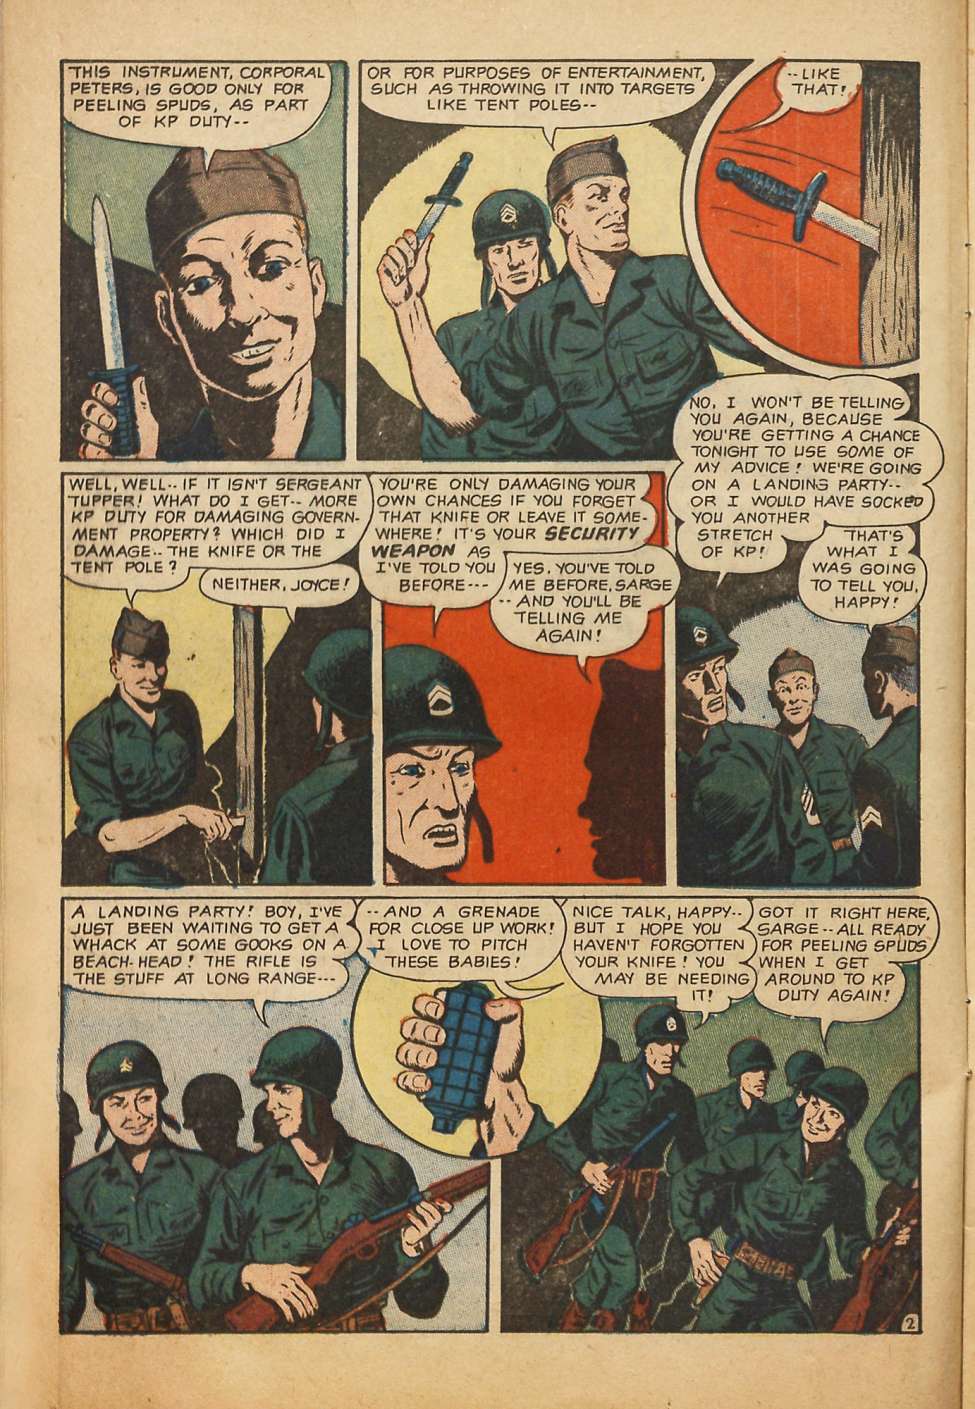 THIS INSTRUMENT, CORPORAL
PETERS, IS GOOD ONLY FOR
PEELING SPUDS, AS PART
OF KP DUTY--
OR FOR PURPOSES OF ENTERTAINMENT,
SUCH AS THROWING IT INTO TARGETS
LIKE TENT POLES--
--LIKE
THAT!
WELL, WELL-- IF IT ISN'T SERGEANT
TUPPER! WHAT DO I GET-- MORE
KP DUTY FOR DAMAGING GOVERN-
MENT PROPERTY? WHICH DID I
DAMAGE-- THE KNIFE OR THE
TENT POLE?
NEITHER, JOYCE!
YOU'RE ONLY DAMAGING YOUR
OWN CHANCES IF YOU FORGET
THAT KNIFE OR LEAVE IT SOME-
WHERE! IT'S YOUR SECURITY
WEAPON AS
I'VE TOLD YOU
BEFORE---
YES, YOU'VE TOLD
ME BEFORE, SARGE
-- AND YOU'LL BE
TELLING ME
AGAIN!
NO, I WON'T BE TELLING
YOU AGAIN, BECAUSE
YOU'RE GETTING A CHANCE
TONIGHT TO USE SOME OF
MY ADVICE! WE'RE GOING
ON A LANDING PARTY--
OR I WOULD HAVE SOCKED
YOU ANOTHER
STRETCH
OF KP!
THAT'S
WHAT I
WAS GOING
TO TELL YOU,
HAPPY!
A LANDING PARTY! BOY, I'VE
JUST BEEN WAITING TO GET A
WHACK AT SOME GOOKS ON A
BEACH-HEAD! THE RIFLE IS
THE STUFF AT LONG RANGE---
--AND A GRENADE
FOR CLOSE UP WORK!
I LOVE TO PITCH
THESE BABIES!
NICE TALK, HAPPY--
BUT I HOPE YOU
HAVEN'T FORGOTTEN
YOUR KNIFE! YOU
MAY BE NEEDING
IT!
GOT IT RIGHT HERE,
SARGE--ALL READY
FOR PEELING SPUDS
WHEN I GET
AROUND TO KP
DUTY AGAIN!
2